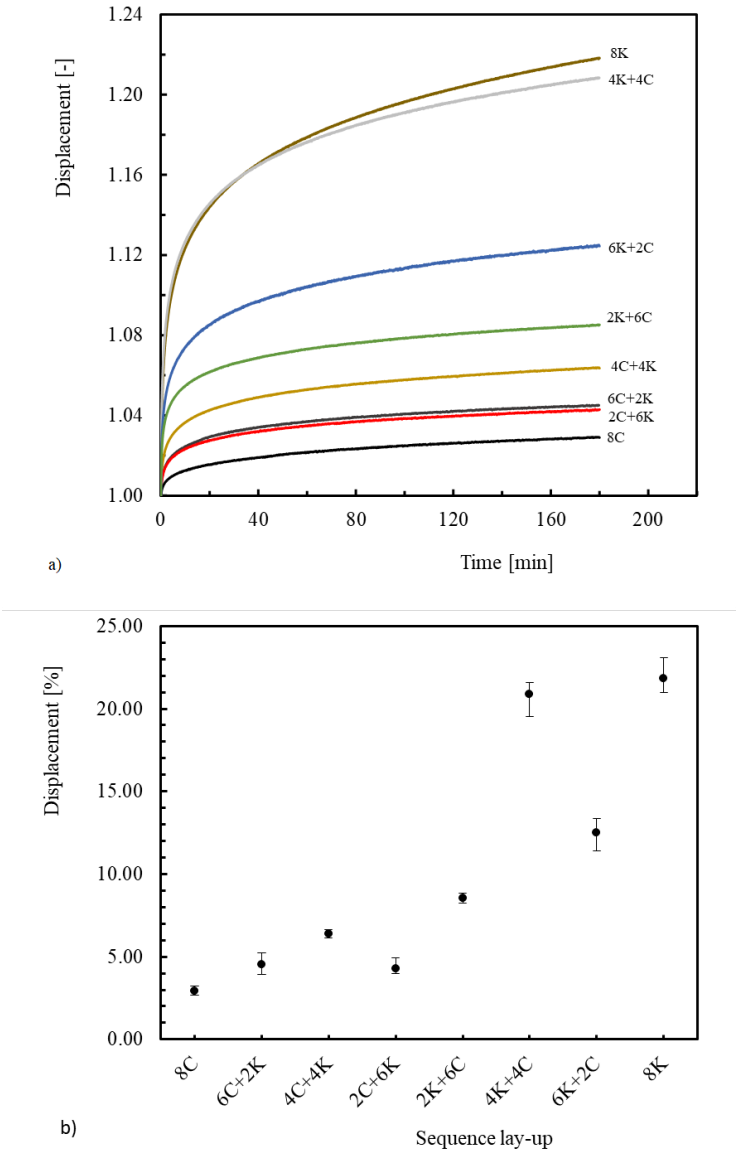 1.24
1.20
1.16
1.12
1.08
1.04
1.00
Displacement [-]
8K
4K+4C
6K+2C
2K+6C
4C+4K
6C+2K
2C+6K
8C
0 40 80 120 160 200
Time [min]
a)
25.00
20.00
15.00
10.00
5.00
0.00
Displacement [%]
8C 6C+2K 4C+4K 2C+6K 2K+6C 4K+4C 6K+2C 8K
Sequence lay-up
b)